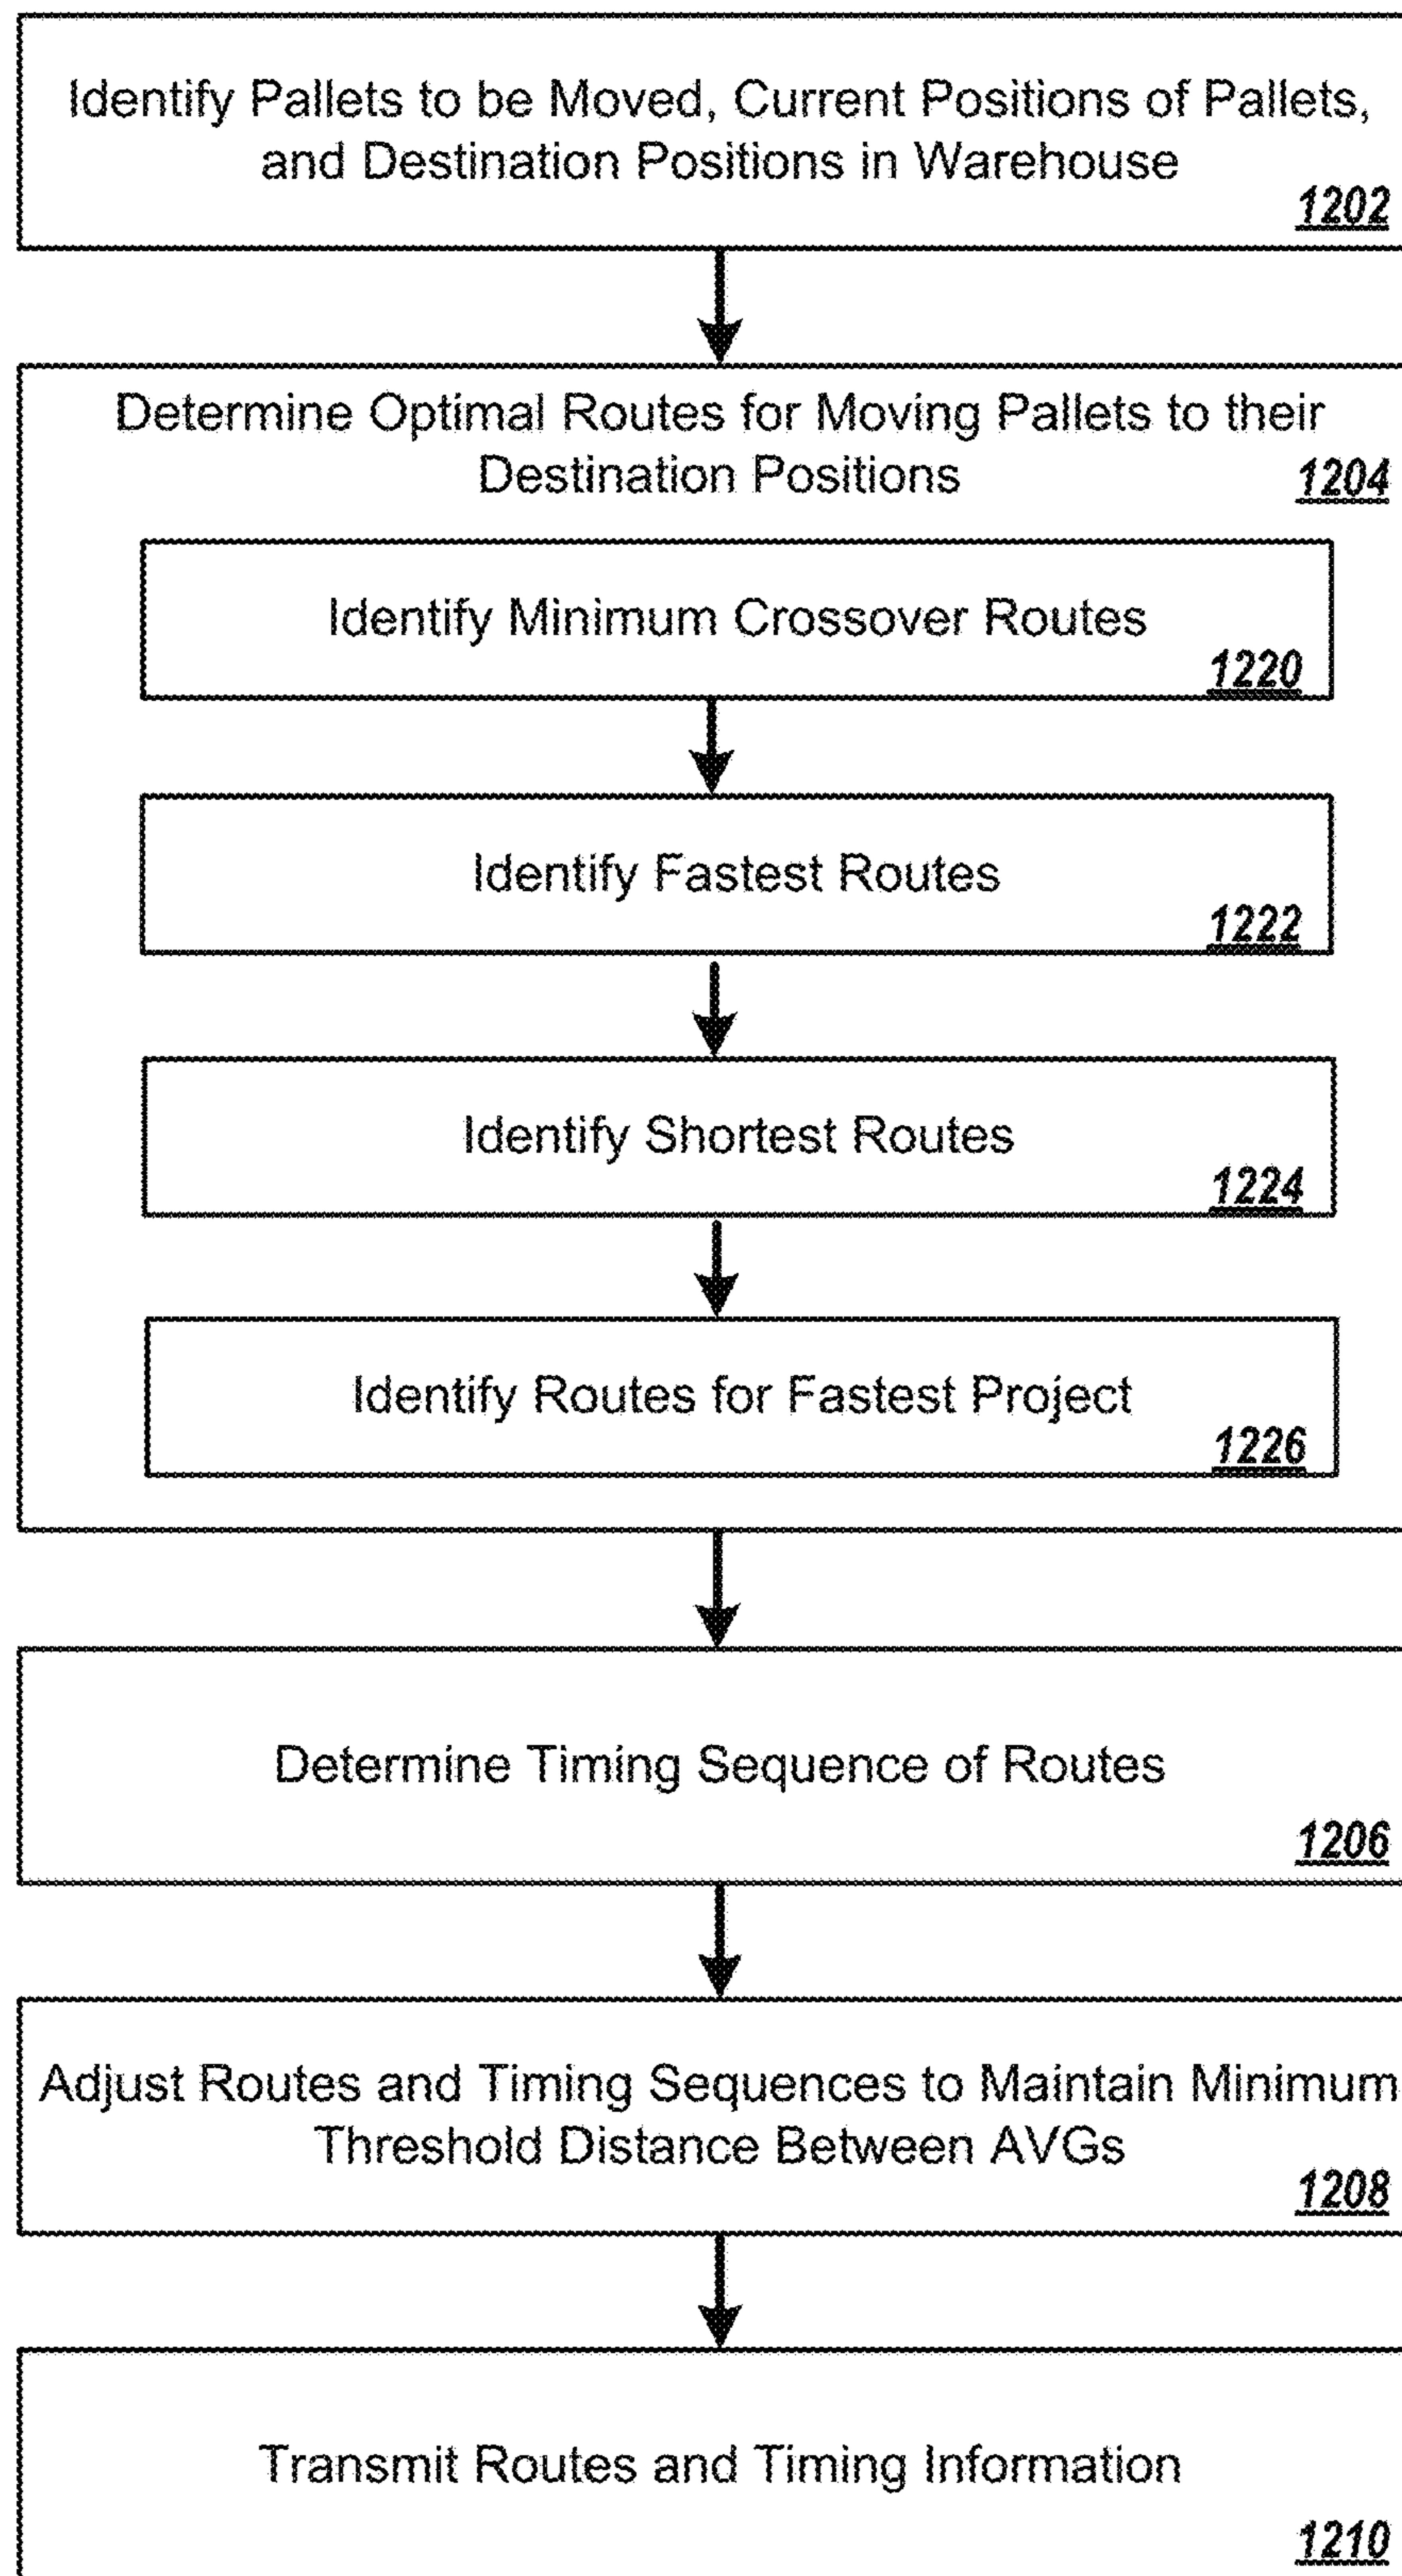 Identify Pallets to be Moved, Current Positions of Pallets,
and Destination Positions in Warehouse
1202
Determine Optimal Routes for Moving Pallets to their
Destination Positions
1204
Identify Minimum Crossover Routes
1220
Identify Fastest Routes
1222
Identify Shortest Routes
1224
Identify Routes for Fastest Project
1226
Determine Timing Sequence of Routes
1206
Adjust Routes and Timing Sequences to Maintain Minimum
Threshold Distance Between AVGs
1208
Transmit Routes and Timing Information
1210